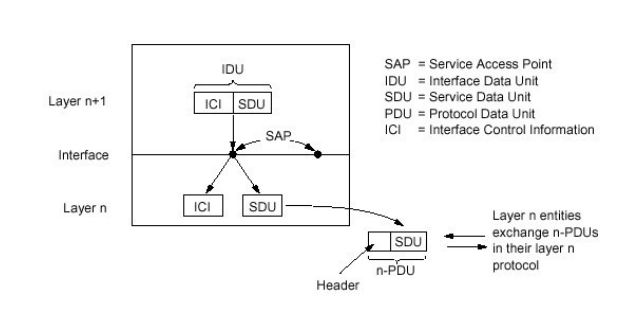 IDU
SAP = Service Access Point
IDU = Interface Data Unit
SDU = Service Data Unit
PDU = Protocol Data Unit
ICI = Interface Control Information
Layer n+1
ICI SDU
SAP
Interface
Layer n
ICI
SDU
Layer n entities
exchange n-PDUs
in their layer n
protocol
SDU
n-PDU
Header